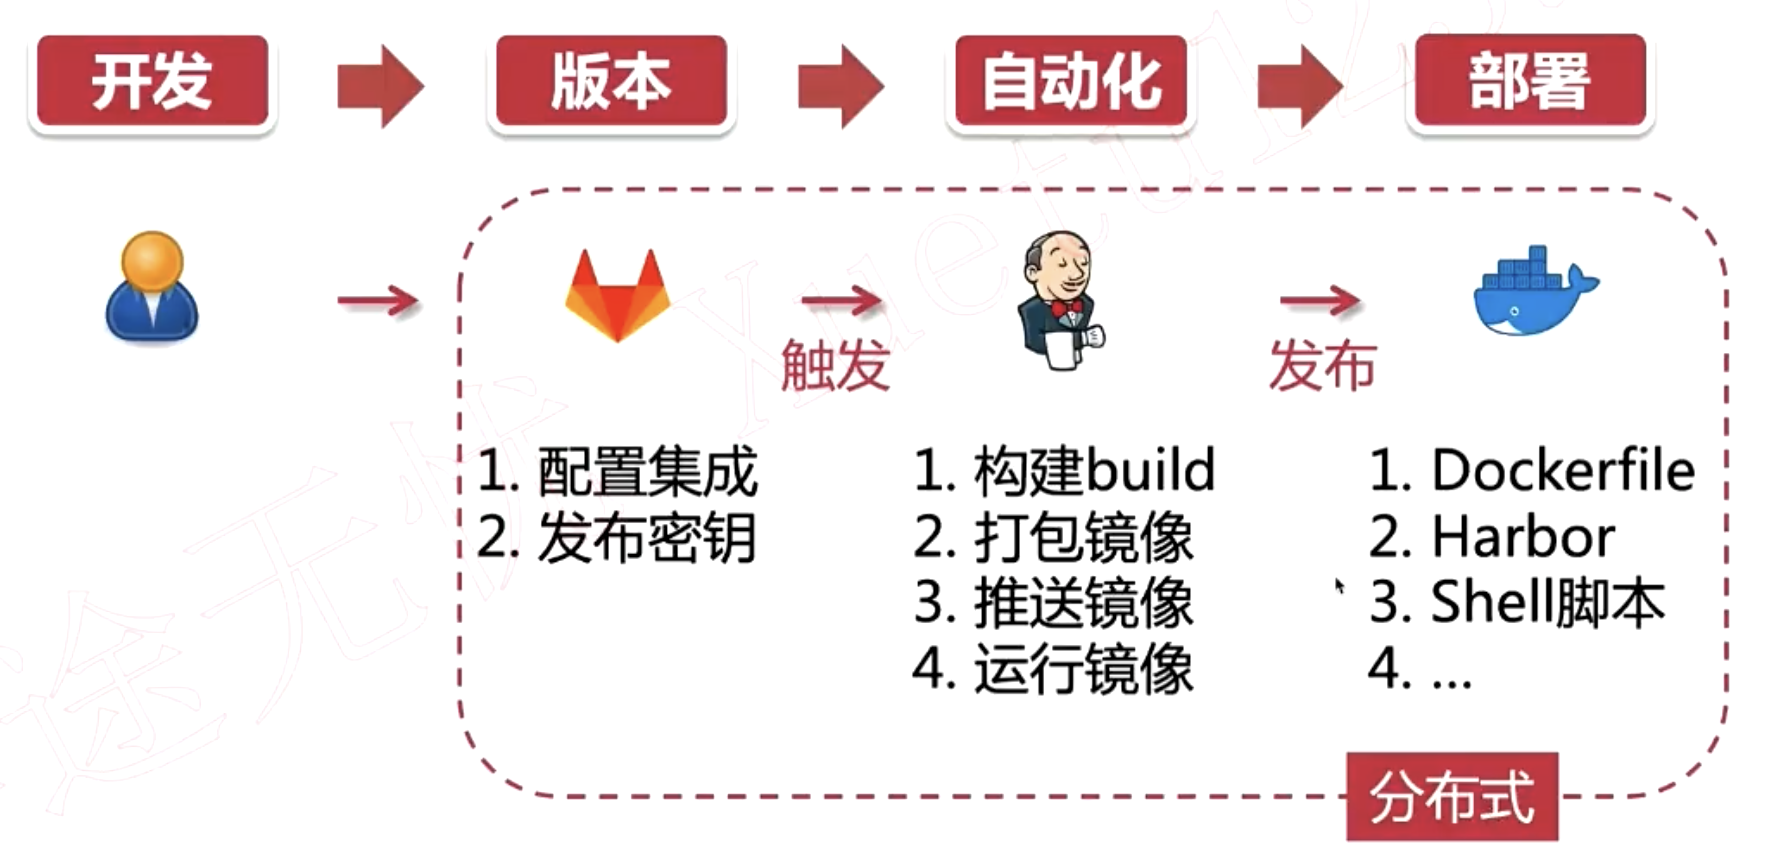 开发
版本
自动化
部署
触发
发布
1. 配置集成
2. 发布密钥
1. 构建build
2. 打包镜像
3. 推送镜像
4. 运行镜像
1. Dockerfile
2. Harbor
3. Shell脚本
4. ...
分布式